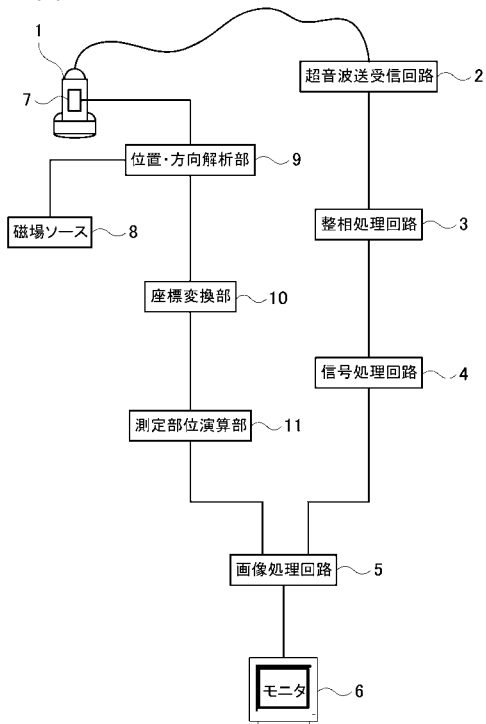 1
超音波送受信回路 2
7
位置・方向解析部 9
磁場ソース 8
整相処理回路 3
座標変換部 10
信号処理回路 4
測定部位演算部 11
画像処理回路 5
モニタ 6